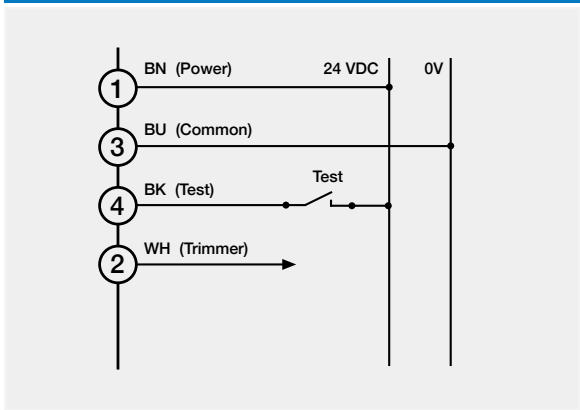 BN (Power) 24 VDC 0V
1
BU (Common)
3
Test
BK (Test)
4
WH (Trimmer)
2